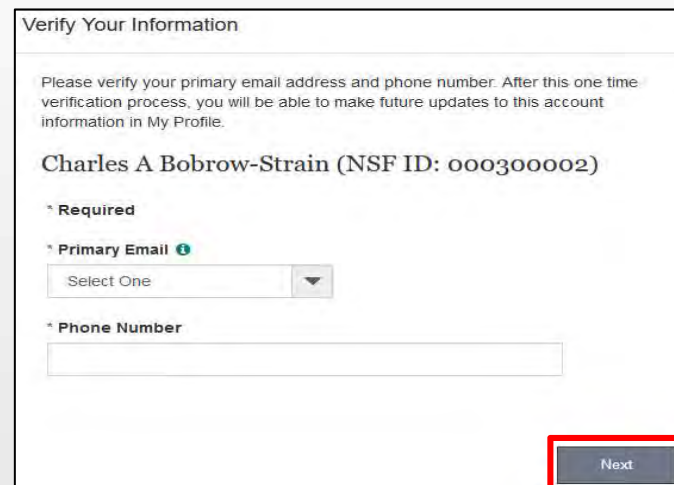 Verify Your Information
Please verify your primary email address and phone number. After this one time
verification process, you will be able to make future updates to this account
information in My Profile.
Charles A Bobrow-Strain (NSF ID: 000300002)
* Required
* Primary Email
Select One
* Phone Number
Next